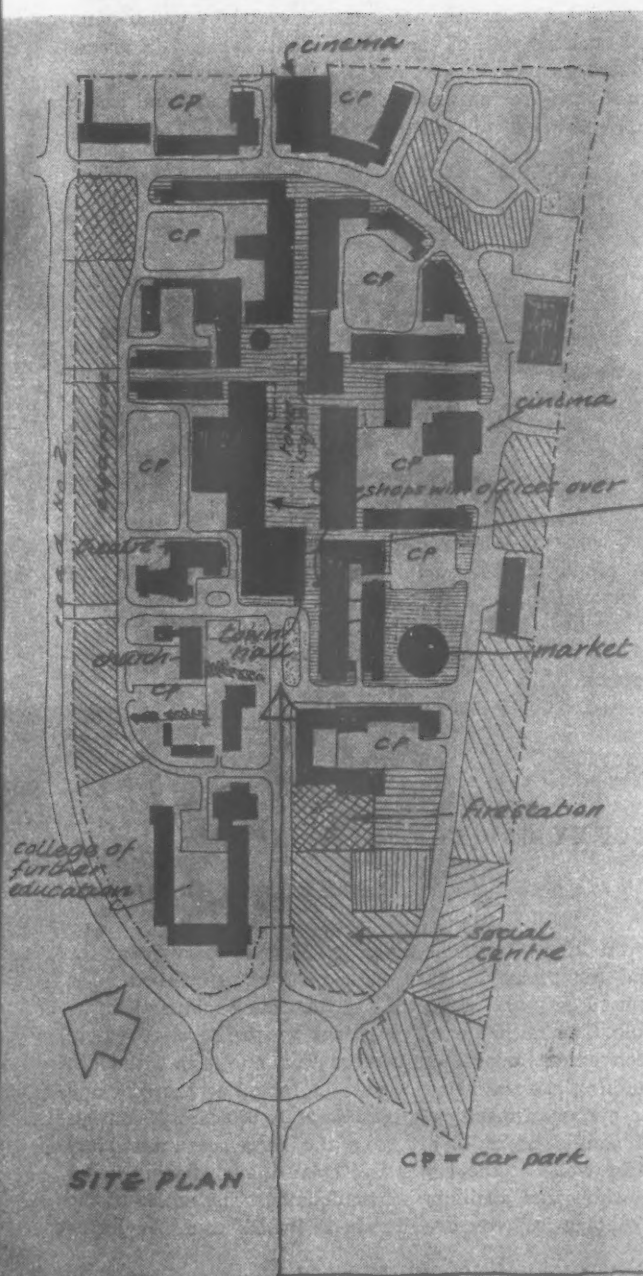 cinema
CP
CP
CP
CP
cinema
CP
CP
shops with offices over
theatre
CP
town
hall
church
market
CP
CP
firestation
college of
further
education
social
centre
CP = car park
SITE PLAN